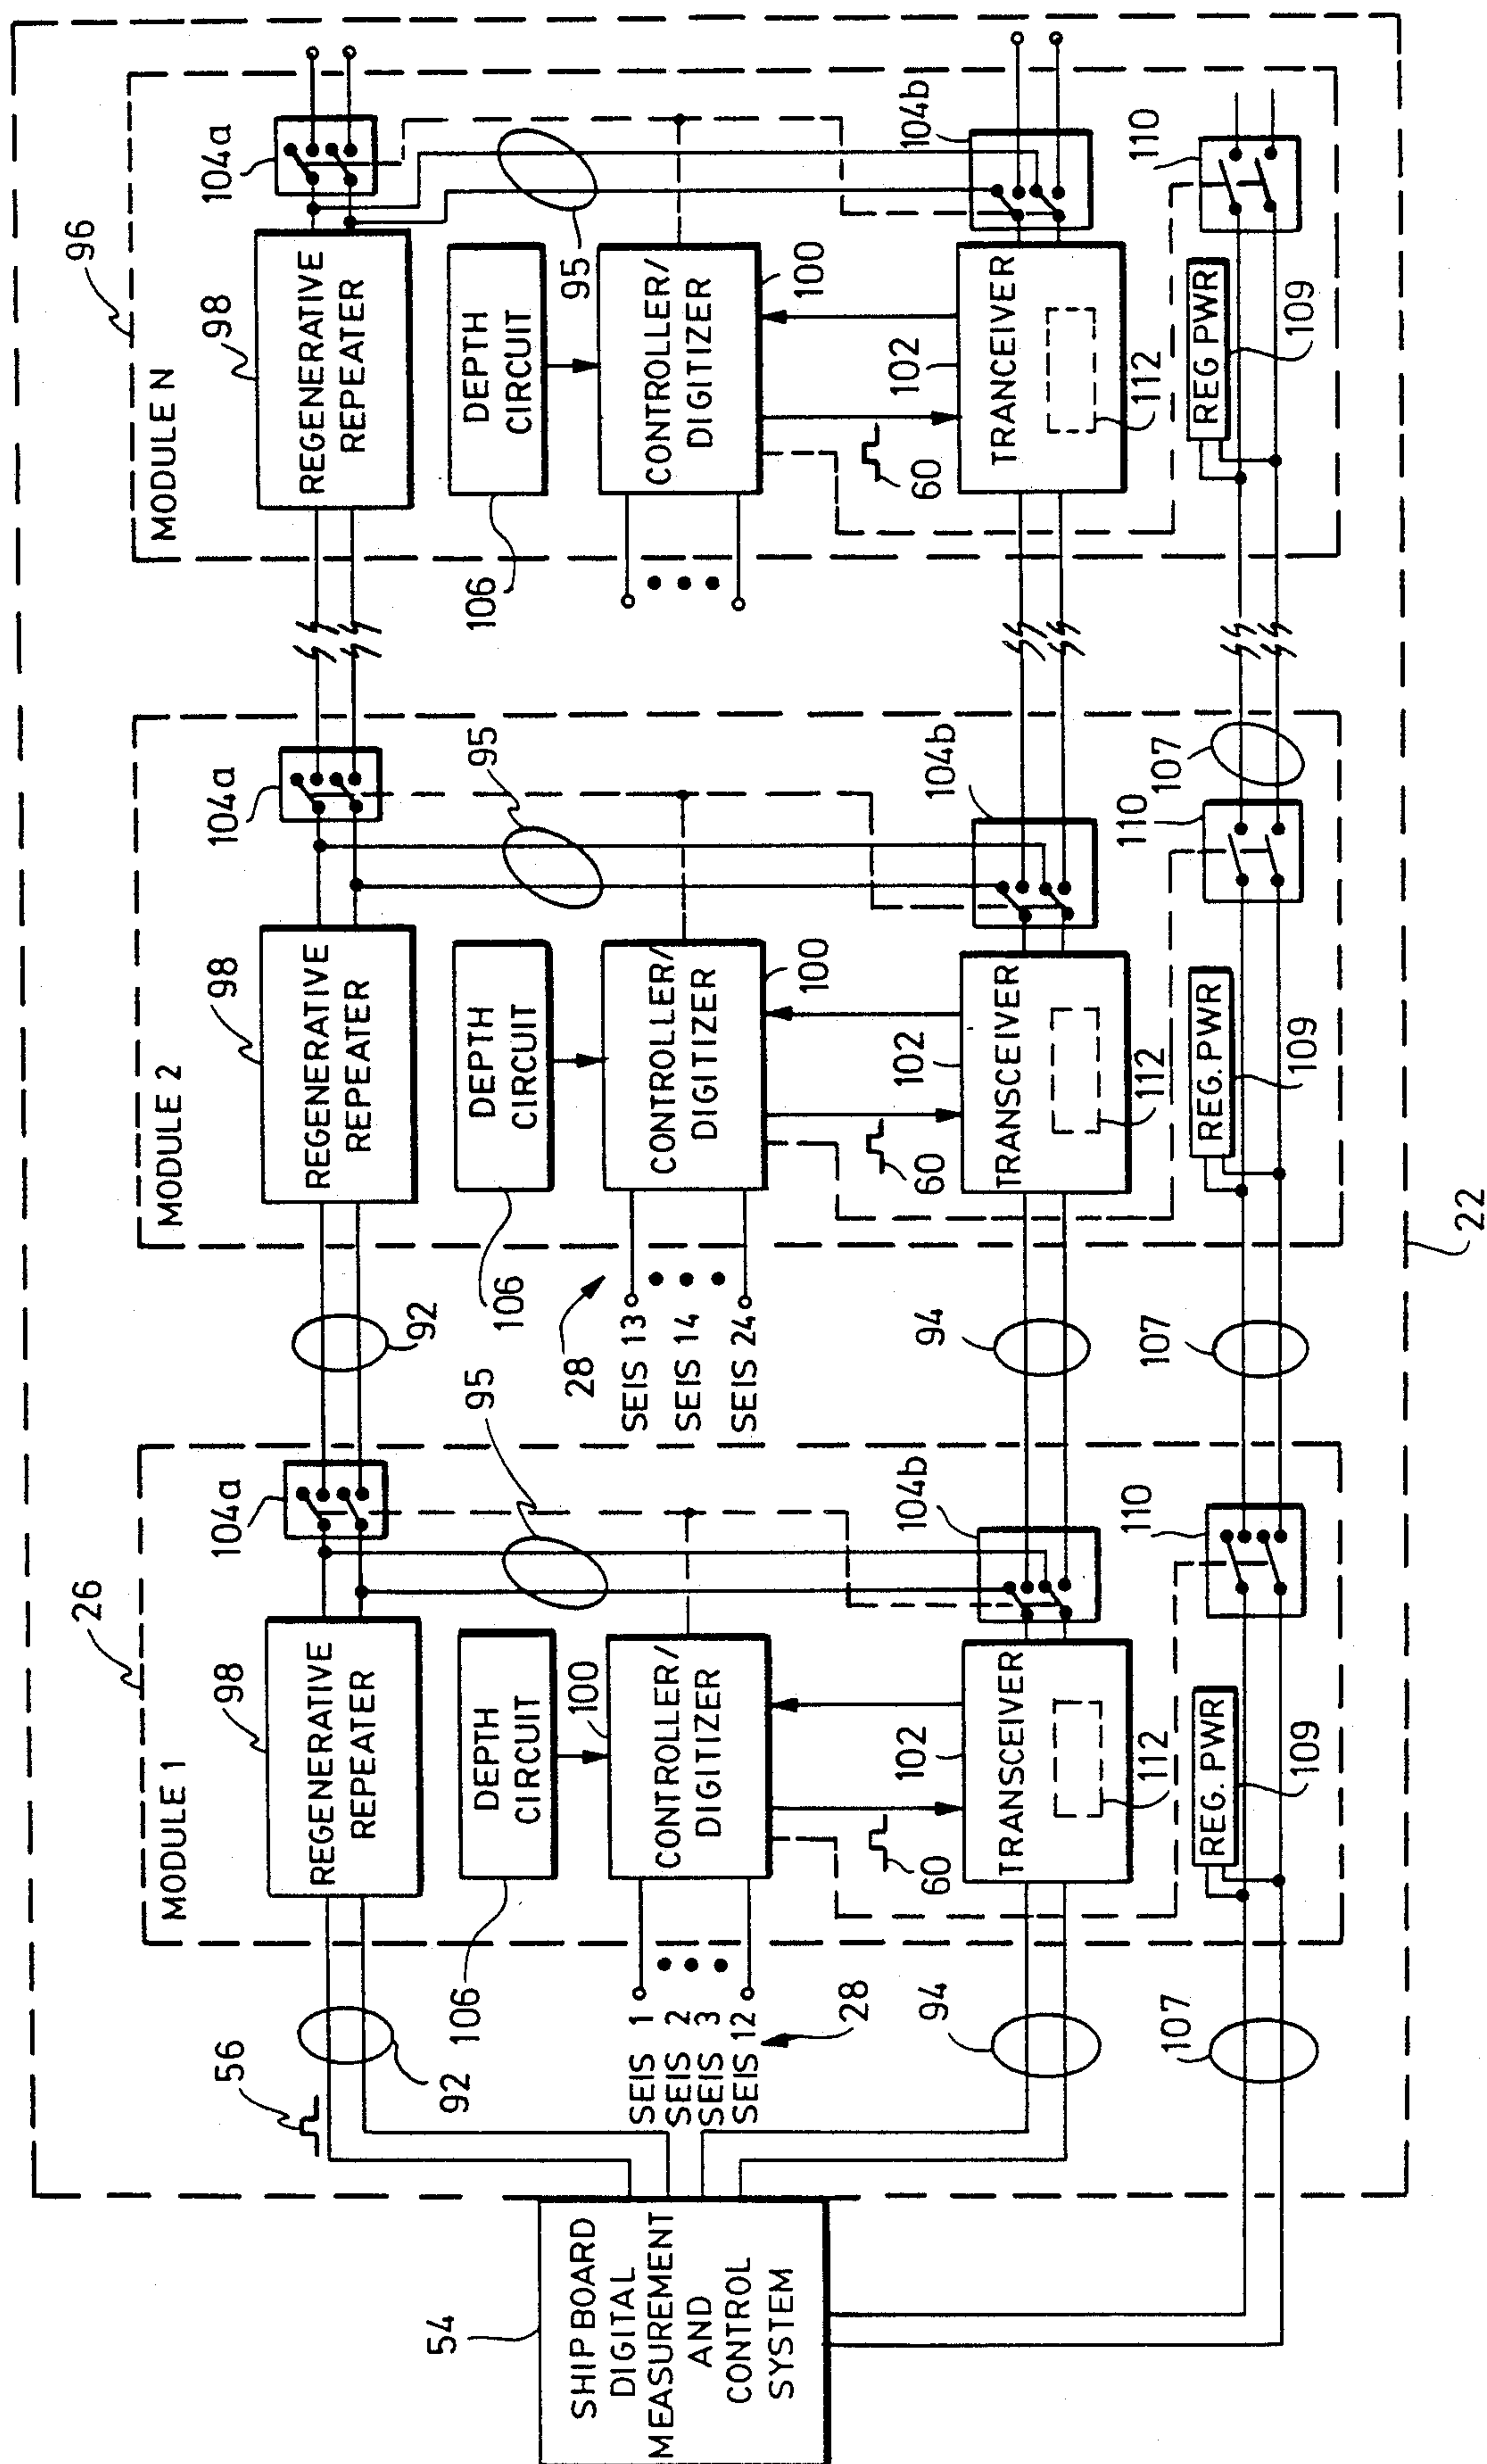 54
SHIPBOARD
DIGITAL
MEASUREMENT
AND
CONTROL
SYSTEM
56
92
SEIS 1
SEIS 2
SEIS 3
SEIS 12
28
94
107
26
MODULE 1
98
REGENERATIVE
REPEATER
104a
106
DEPTH
CIRCUIT
95
100
CONTROLLER/
DIGITIZER
60
102
TRANSCEIVER
112
104b
REG. PWR
109
110
92
28
SEIS 13
SEIS 14
SEIS 24
94
107
MODULE 2
98
REGENERATIVE
REPEATER
104a
106
DEPTH
CIRCUIT
95
100
CONTROLLER/
DIGITIZER
60
102
TRANSCEIVER
112
104b
REG. PWR
109
110
107
96
MODULE N
98
REGENERATIVE
REPEATER
104a
106
DEPTH
CIRCUIT
95
100
CONTROLLER/
DIGITIZER
60
102
TRANCEIVER
112
104b
REG PWR
109
110
22